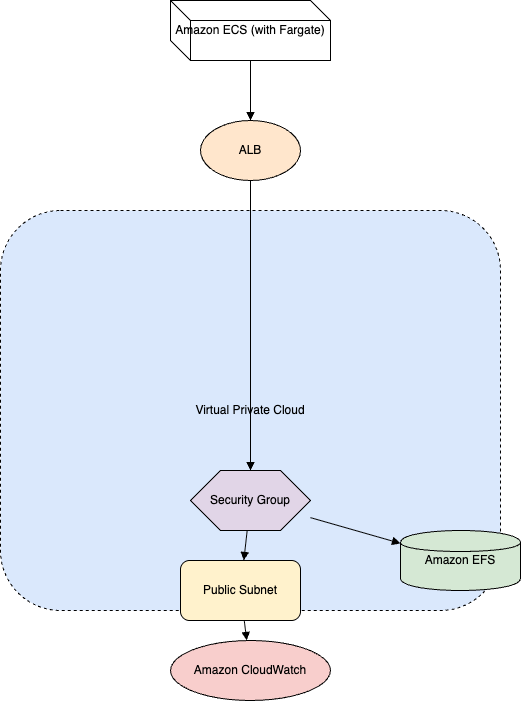 Amazon ECS (with Fargate)
ALB
Virtual Private Cloud
Security Group
Amazon EFS
Public Subnet
Amazon CloudWatch